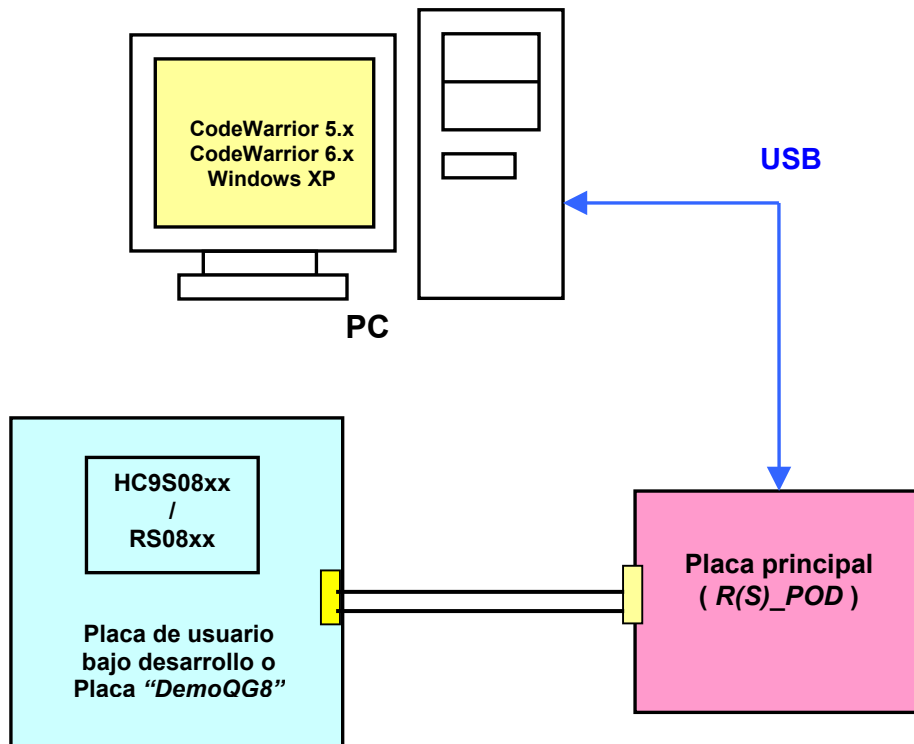 CodeWarrior 5.x
CodeWarrior 6.x
Windows XP
USB
PC
HC9S08xx
/
RS08xx
Placa de usuario
bajo desarrollo o
Placa “DemoQG8”
Placa principal
( R(S)_POD )